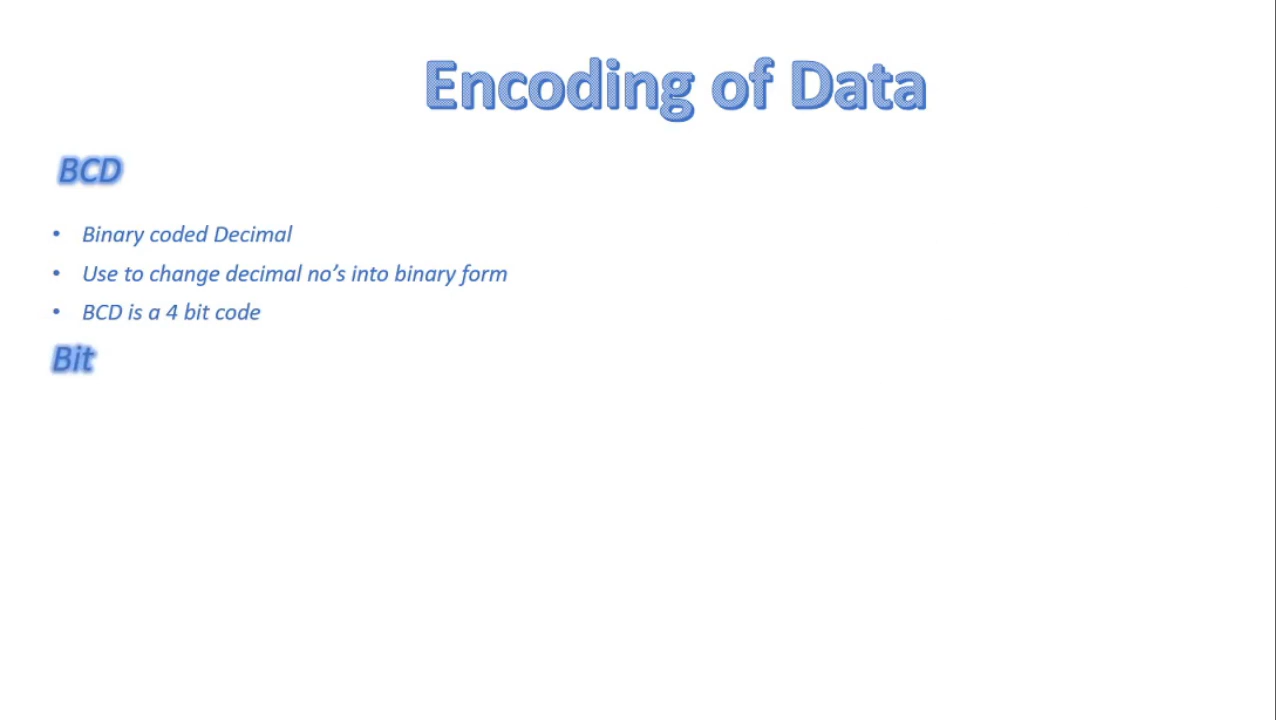 Encoding of Data
BCD
• Binary coded Decimal
• Use to change decimal no’s into binary form
• BCD is a 4 bit code
Bit